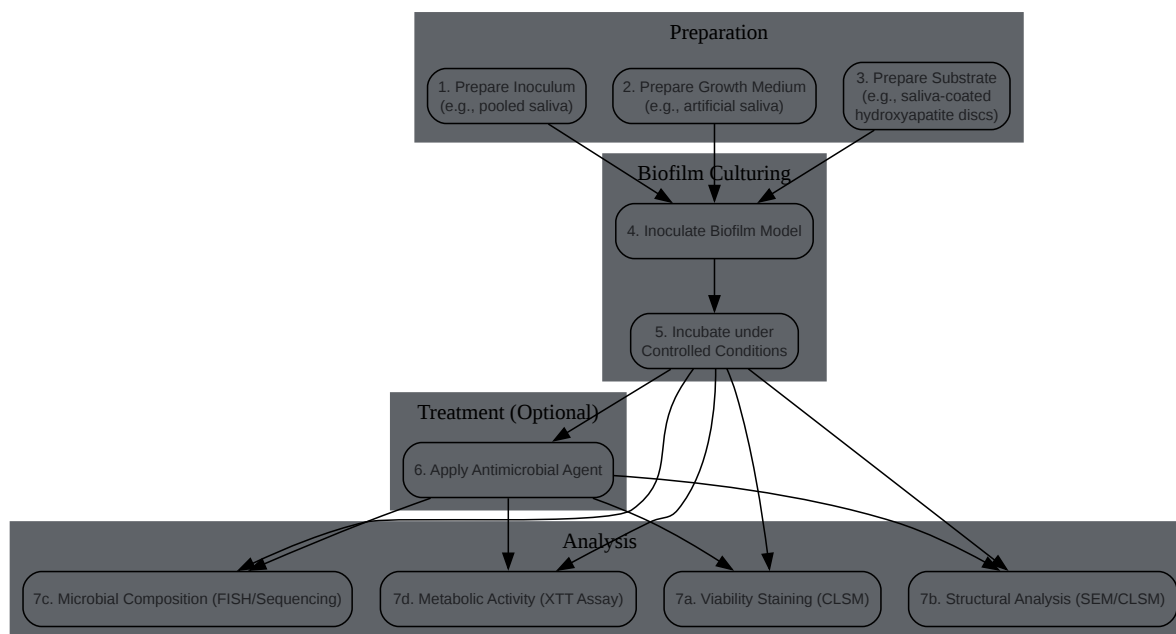 Preparation
1. Prepare Inoculum
(e.g., pooled saliva)
2. Prepare Growth Medium
(e.g., artificial saliva)
3. Prepare Substrate
(e.g., saliva-coated
hydroxyapatite discs)
Biofilm Culturing
4. Inoculate Biofilm Model
5. Incubate under
Controlled Conditions
Treatment (Optional)
6. Apply Antimicrobial Agent
Analysis
7c. Microbial Composition (FISH/Sequencing)
7d. Metabolic Activity (XTT Assay)
7a. Viability Staining (CLSM)
7b. Structural Analysis (SEM/CLSM)